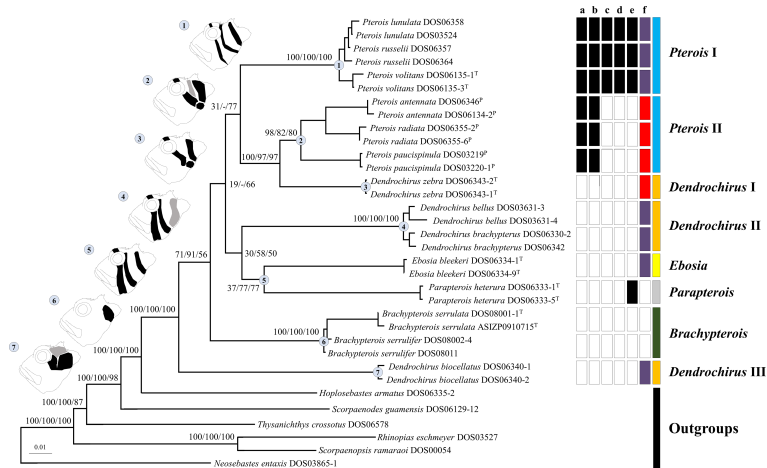 a b c d e f
1
Pterois lunulata DOS06358
Pterois lunulata DOS03524
Pterois russelii DOS06357
Pterois russelii DOS06364
Pterois volitans DOS06135-1T
Pterois volitans DOS06135-3T
100/100/100
1
Pterois I
2
31/-/77
Pterois antennata DOS06346P
Pterois antennata DOS06134-2P
Pterois radiata DOS06355-2P
Pterois radiata DOS06355-6P
Pterois paucispinula DOS03219P
Pterois paucispinula DOS03220-1P
98/82/80
2
Pterois II
3
100/97/97
Dendrochirus zebra DOS06343-2T
Dendrochirus zebra DOS06343-1T
3
Dendrochirus I
4
19/-/66
Dendrochirus bellus DOS03631-3
Dendrochirus bellus DOS03631-4
Dendrochirus brachypterus DOS06330-2
Dendrochirus brachypterus DOS06342
100/100/100
4
Dendrochirus II
5
71/91/56
30/58/50
Ebosia bleekeri DOS06334-1T
Ebosia bleekeri DOS06334-9T
5
Ebosia
37/77/77
Parapterois heterura DOS06333-1T
Parapterois heterura DOS06333-5T
Parapterois
6
100/100/100
Brachypterois serrulata DOS08001-1T
Brachypterois serrulata ASIZP0910715T
Brachypterois serrulifer DOS08002-4
Brachypterois serrulifer DOS08011
100/100/100
6
Brachypterois
7
100/100/100
Dendrochirus biocellatus DOS06340-1
Dendrochirus biocellatus DOS06340-2
7
Dendrochirus III
100/100/98
Hoplosebastes armatus DOS06335-2
100/100/87
Scorpaenodes guamensis DOS06129-12
100/100/100
Thysanichthy crossotus DOS06578
100/100/100
Rhinopias eschmeyer DOS03527
Scorpaenopsis ramaraoi DOS00054
Neosebastes entaxis DOS03865-1
Outgroups
0.01